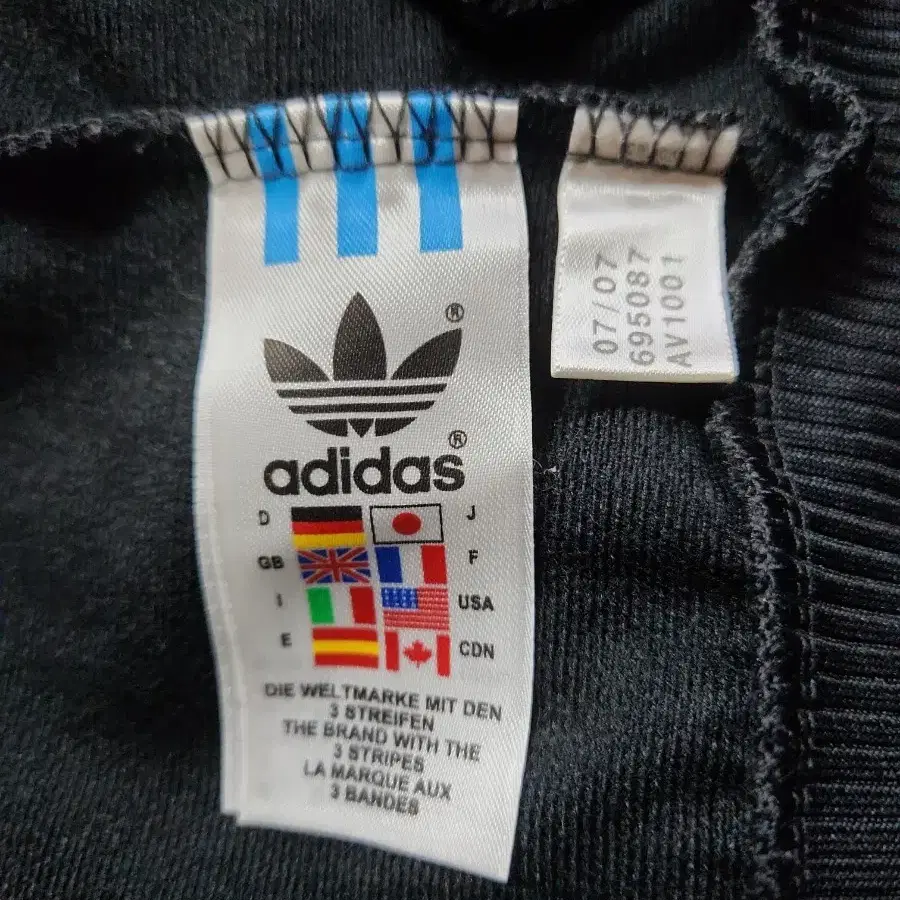 ®
®
adidas
D J
GB F
I USA
E CDN
DIE WELTMARKE MIT DEN
3 STREIFEN
THE BRAND WITH THE
3 STRIPES
LA MARQUE AUX
3 BANDES
07/07
695087
AV1001